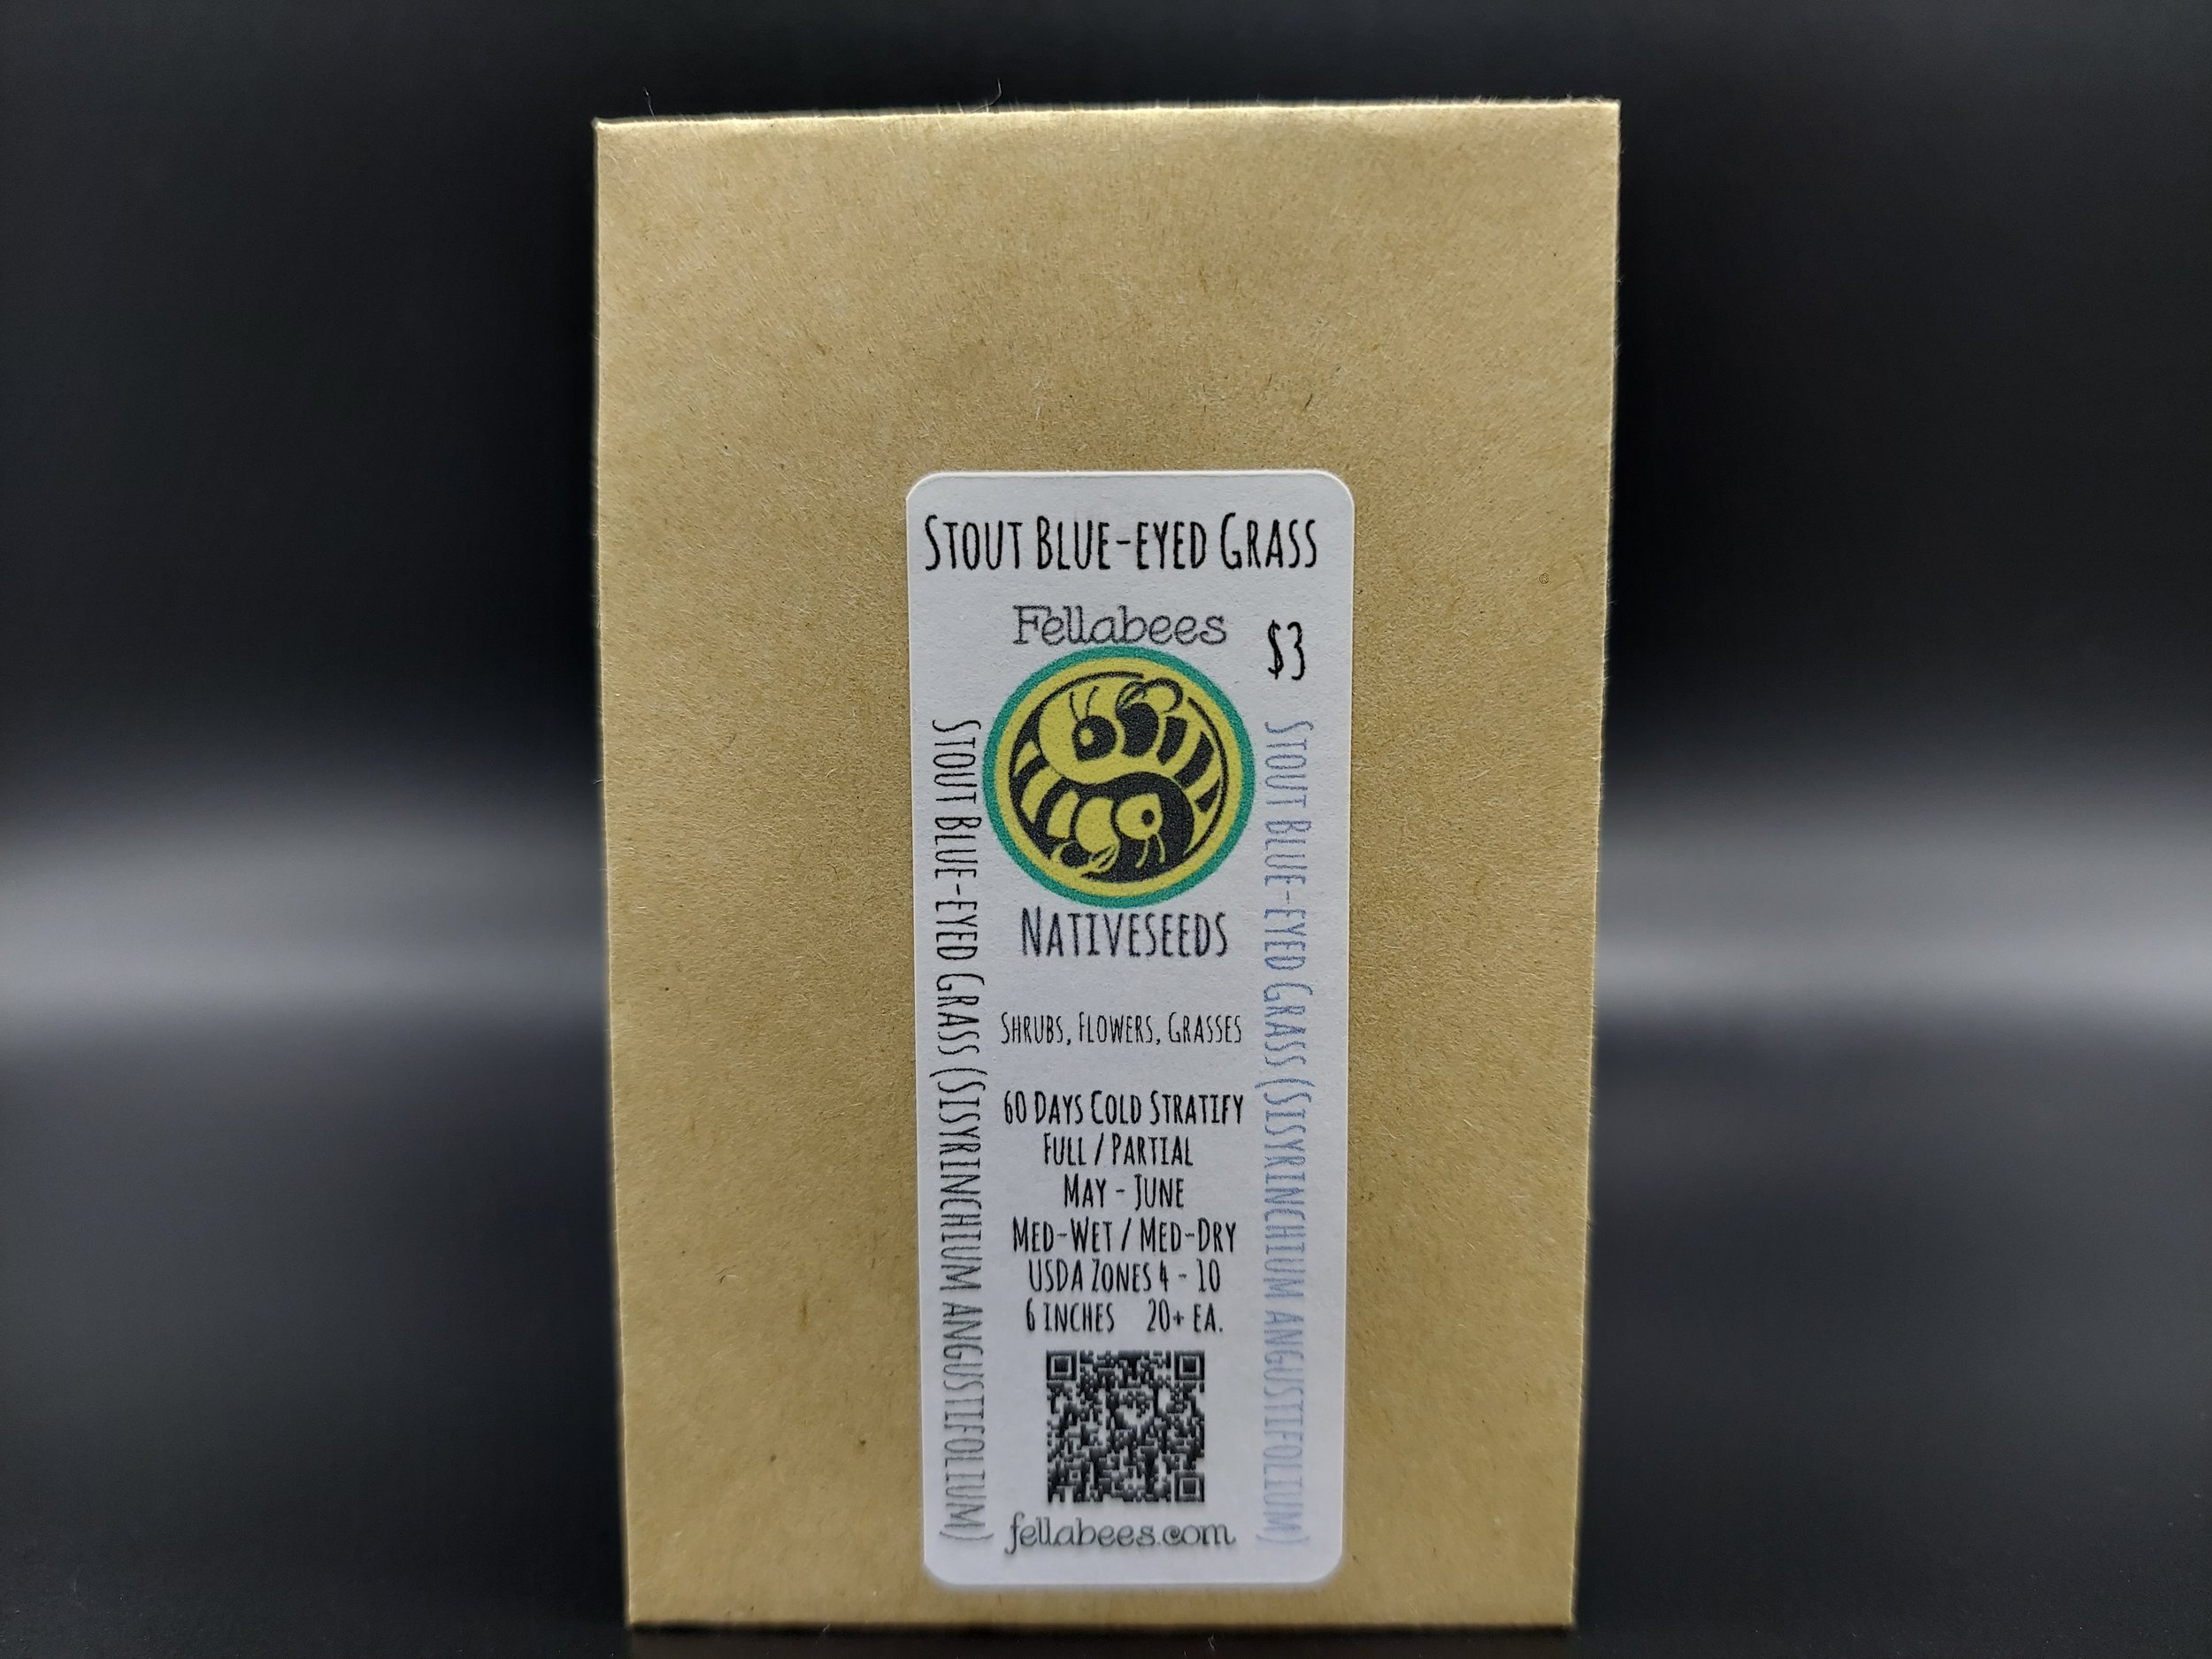 Stout Blue-eyed Grass
Fellabees
$3
Stout Blue-eyed Grass (Sisyrinchium angustifolium)
Stout Blue-eyed Grass (Sisyrinchium angustifolium)
Nativeseeds
Shrubs, Flowers, Grasses
60 Days Cold Stratify
Full / Partial
May - June
Med-Wet / Med-Dry
USDA Zones 4 - 10
6 inches 20+ ea.
fellabees.com